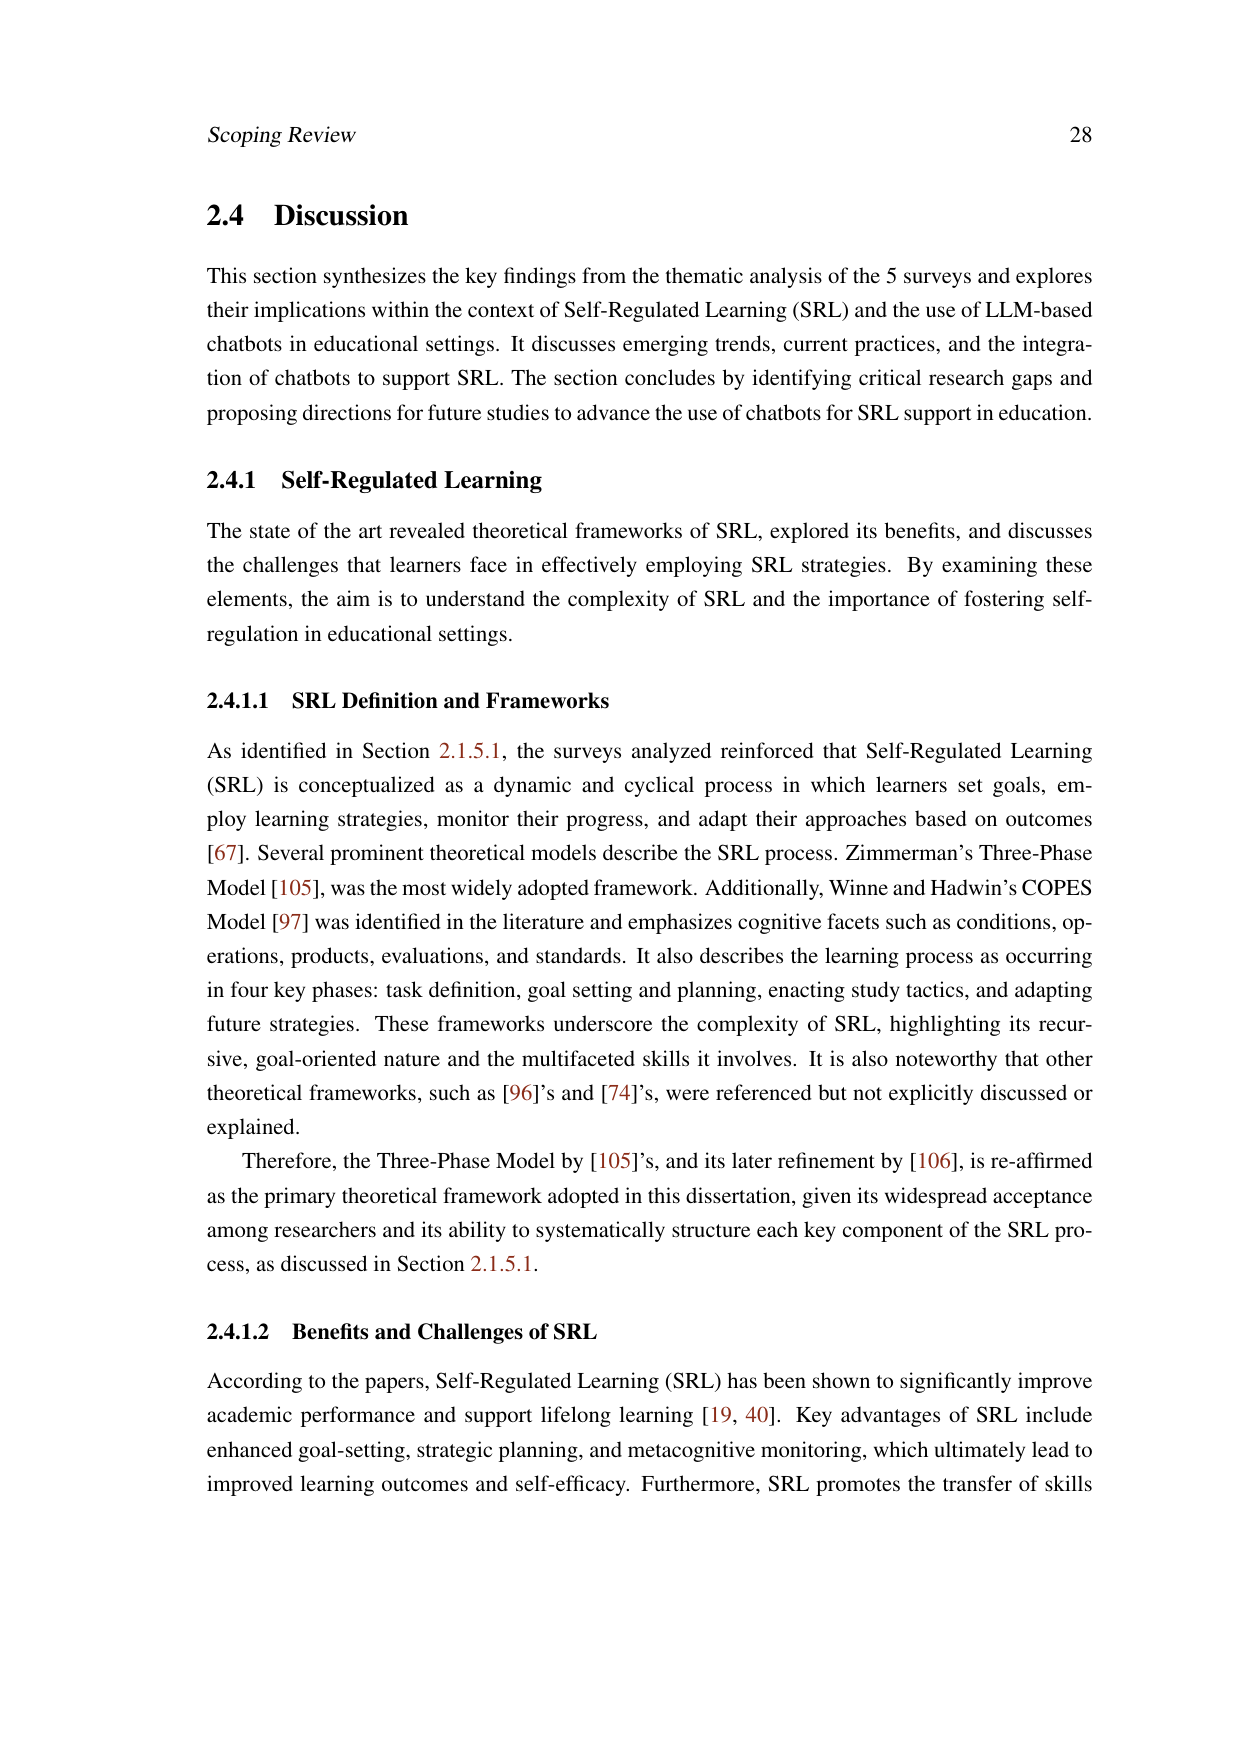 Scoping Review 28
2.4 Discussion
This section synthesizes the key findings from the thematic analysis of the 5 surveys and explores
their implications within the context of Self-Regulated Learning (SRL) and the use of LLM-based
chatbots in educational settings. It discusses emerging trends, current practices, and the integra-
tion of chatbots to support SRL. The section concludes by identifying critical research gaps and
proposing directions for future studies to advance the use of chatbots for SRL support in education.
2.4.1 Self-Regulated Learning
The state of the art revealed theoretical frameworks of SRL, explored its benefits, and discusses
the challenges that learners face in effectively employing SRL strategies. By examining these
elements, the aim is to understand the complexity of SRL and the importance of fostering self-
regulation in educational settings.
2.4.1.1 SRL Definition and Frameworks
As identified in Section 2.1.5.1, the surveys analyzed reinforced that Self-Regulated Learning
(SRL) is conceptualized as a dynamic and cyclical process in which learners set goals, em-
ploy learning strategies, monitor their progress, and adapt their approaches based on outcomes
[67]. Several prominent theoretical models describe the SRL process. Zimmerman's Three-Phase
Model [105], was the most widely adopted framework. Additionally, Winne and Hadwin's COPES
Model [97] was identified in the literature and emphasizes cognitive facets such as conditions, op-
erations, products, evaluations, and standards. It also describes the learning process as occurring
in four key phases: task definition, goal setting and planning, enacting study tactics, and adapting
future strategies. These frameworks underscore the complexity of SRL, highlighting its recur-
sive, goal-oriented nature and the multifaceted skills it involves. It is also noteworthy that other
theoretical frameworks, such as [96]'s and [74]'s, were referenced but not explicitly discussed or
explained.
Therefore, the Three-Phase Model by [105]'s, and its later refinement by [106], is re-affirmed
as the primary theoretical framework adopted in this dissertation, given its widespread acceptance
among researchers and its ability to systematically structure each key component of the SRL pro-
cess, as discussed in Section 2.1.5.1.
2.4.1.2 Benefits and Challenges of SRL
According to the papers, Self-Regulated Learning (SRL) has been shown to significantly improve
academic performance and support lifelong learning [19, 40]. Key advantages of SRL include
enhanced goal-setting, strategic planning, and metacognitive monitoring, which ultimately lead to
improved learning outcomes and self-efficacy. Furthermore, SRL promotes the transfer of skills